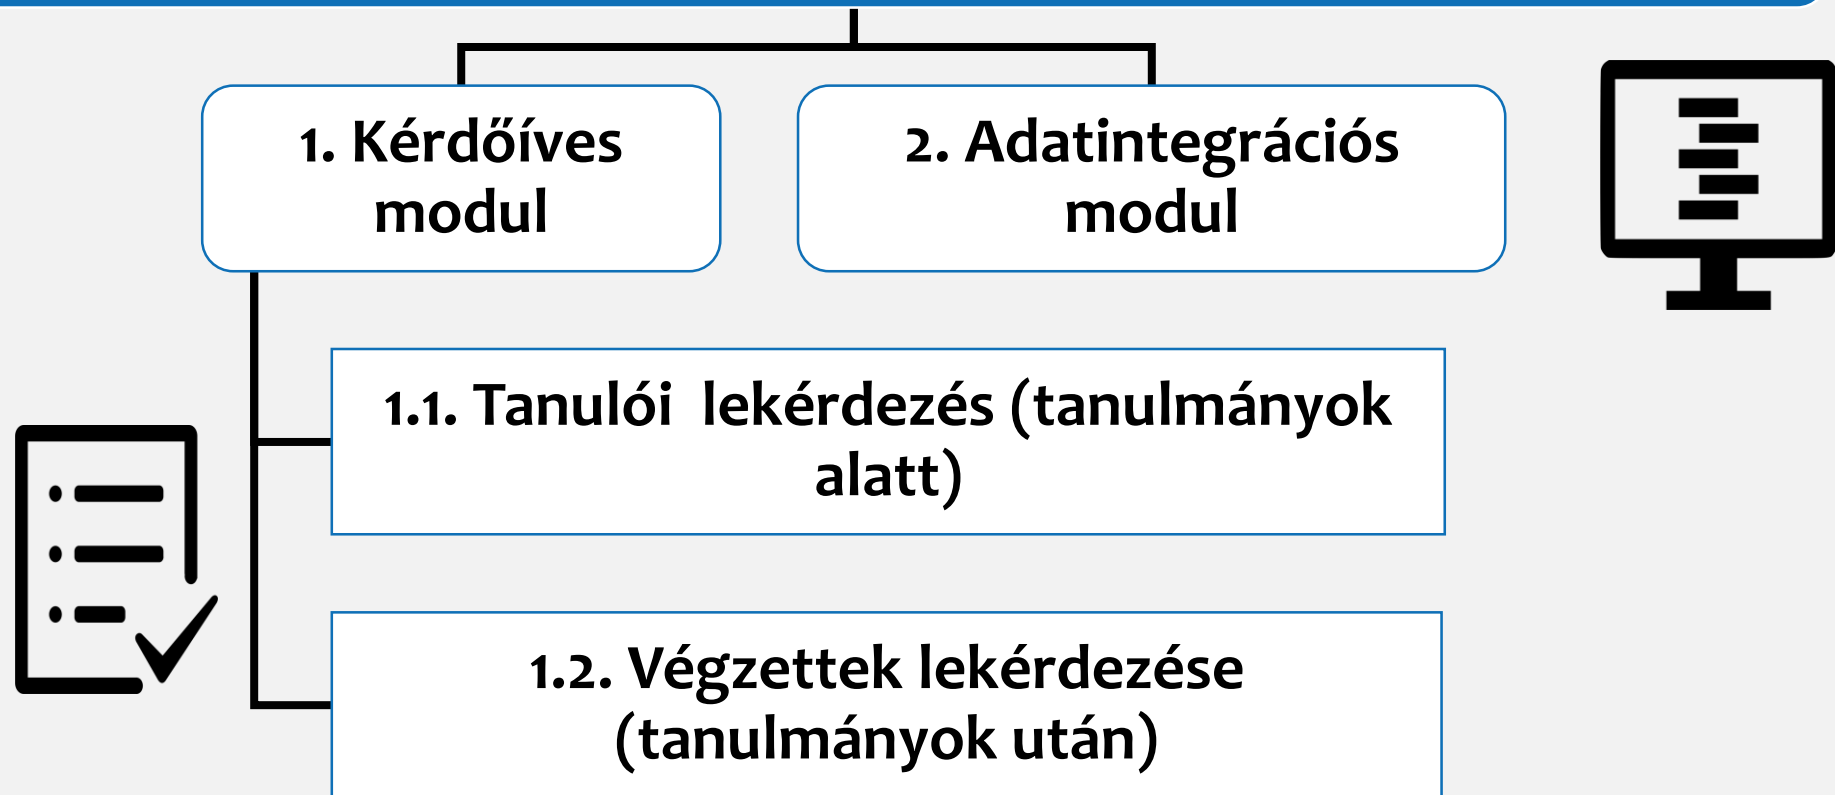 1. Kérdőíves
modul
2. Adatintegrációs
modul
1.1. Tanulói  lekérdezés (tanulmányok
alatt)
1.2. Végzettek lekérdezése
(tanulmányok után)